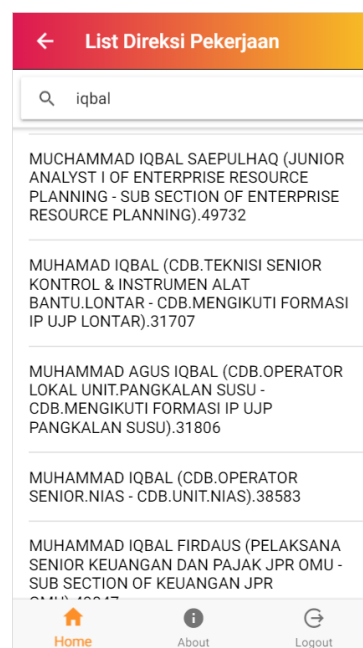 List Direksi Pekerjaan
iqbal
MUCHAMMAD IQBAL SAEPULHAQ (JUNIOR
ANALYST I OF ENTERPRISE RESOURCE
PLANNING - SUB SECTION OF ENTERPRISE
RESOURCE PLANNING).49732
MUHAMAD IQBAL (CDB.TEKNISI SENIOR
KONTROL & INSTRUMEN ALAT
BANTU.LONTAR - CDB.MENGIKUTI FORMASI
IP UJP LONTAR).31707
MUHAMMAD AGUS IQBAL (CDB.OPERATOR
LOKAL UNIT.PANGKALAN SUSU -
CDB.MENGIKUTI FORMASI IP UJP
PANGKALAN SUSU).31806
MUHAMMAD IQBAL (CDB.OPERATOR
SENIOR.NIAS - CDB.UNIT.NIAS).38583
MUHAMMAD IQBAL FIRDAUS (PELAKSANA
SENIOR KEUANGAN DAN PAJAK JPR OMU -
SUB SECTION OF KEUANGAN JPR
Home
About
Logout